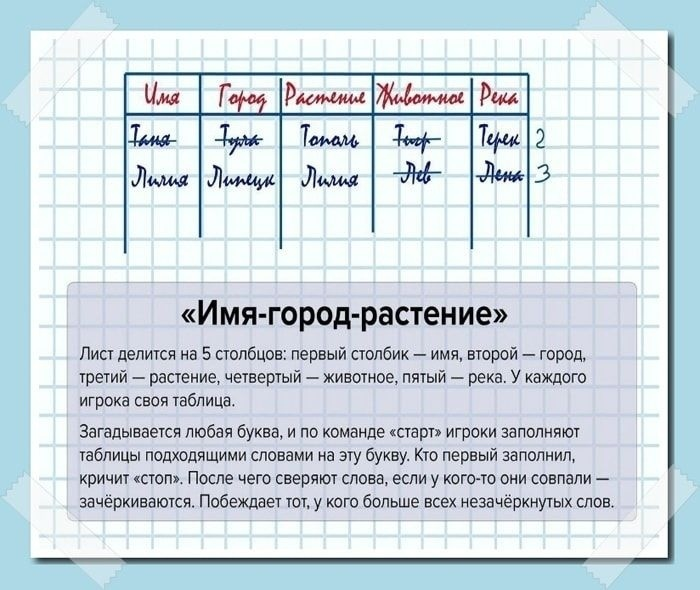 Имя Город Растение Животное Река
Таня Тула Тополь Тигр Терек 2
Лилия Липецк Лилия Лев Лена 3
«Имя-город-растение»
Лист делится на 5 столбцов: первый столбик — имя, второй — город,
третий — растение, четвертый — животное, пятый — река. У каждого
игрока своя таблица.
Загадывается любая буква, и по команде «старт» игроки заполняют
таблицы подходящими словами на эту букву. Кто первый заполнил,
кричит «стоп». После чего сверяют слова, если у кого-то они совпали —
зачёркиваются. Побеждает тот, у кого больше всех незачёркнутых слов.